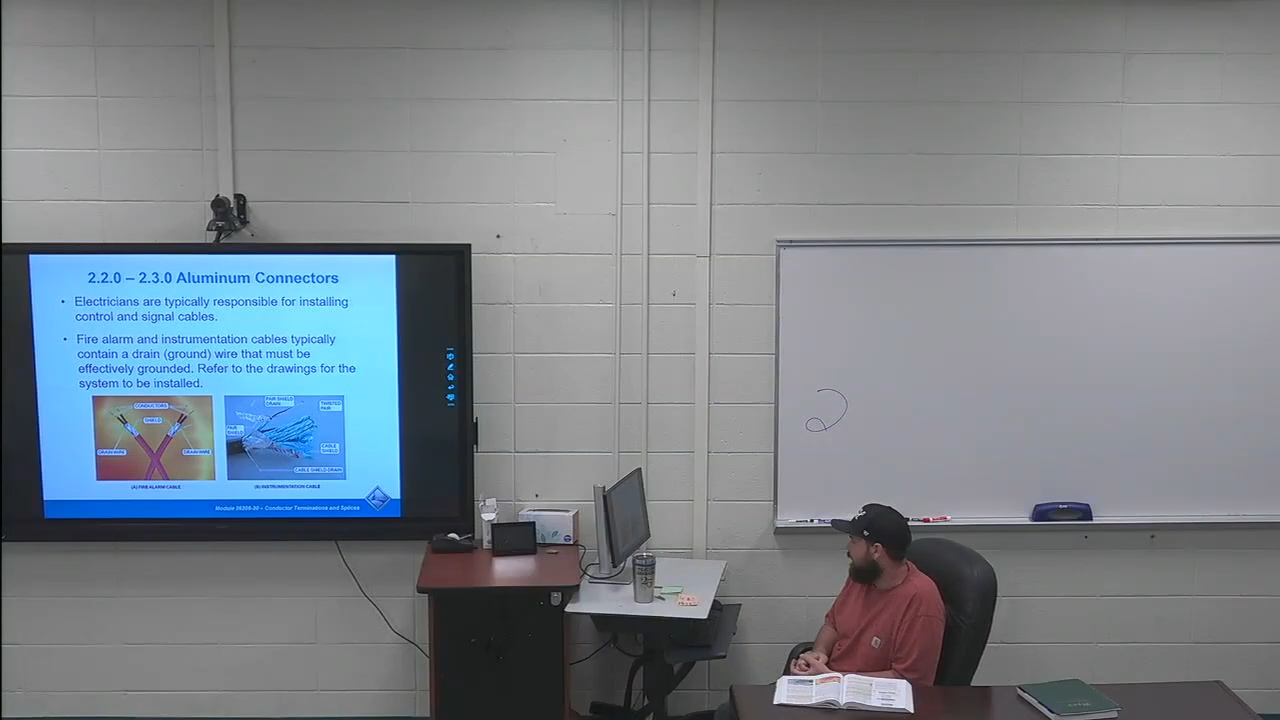 2.2.0 – 2.3.0 Aluminum Connectors
• Electricians are typically responsible for installing
control and signal cables.
• Fire alarm and instrumentation cables typically
contain a drain (ground) wire that must be
effectively grounded. Refer to the drawings for the
system to be installed.
CONDUCTORS
SHIELD
DRAIN WIRE
DRAIN WIRE
(A) FIRE ALARM CABLE
PAIR SHIELD
DRAIN
TWISTED
PAIR
PAIR
SHIELD
CABLE
SHIELD
CABLE SHIELD DRAIN
(B) INSTRUMENTATION CABLE
Module 26208-20 – Conductor Terminations and Splices
2